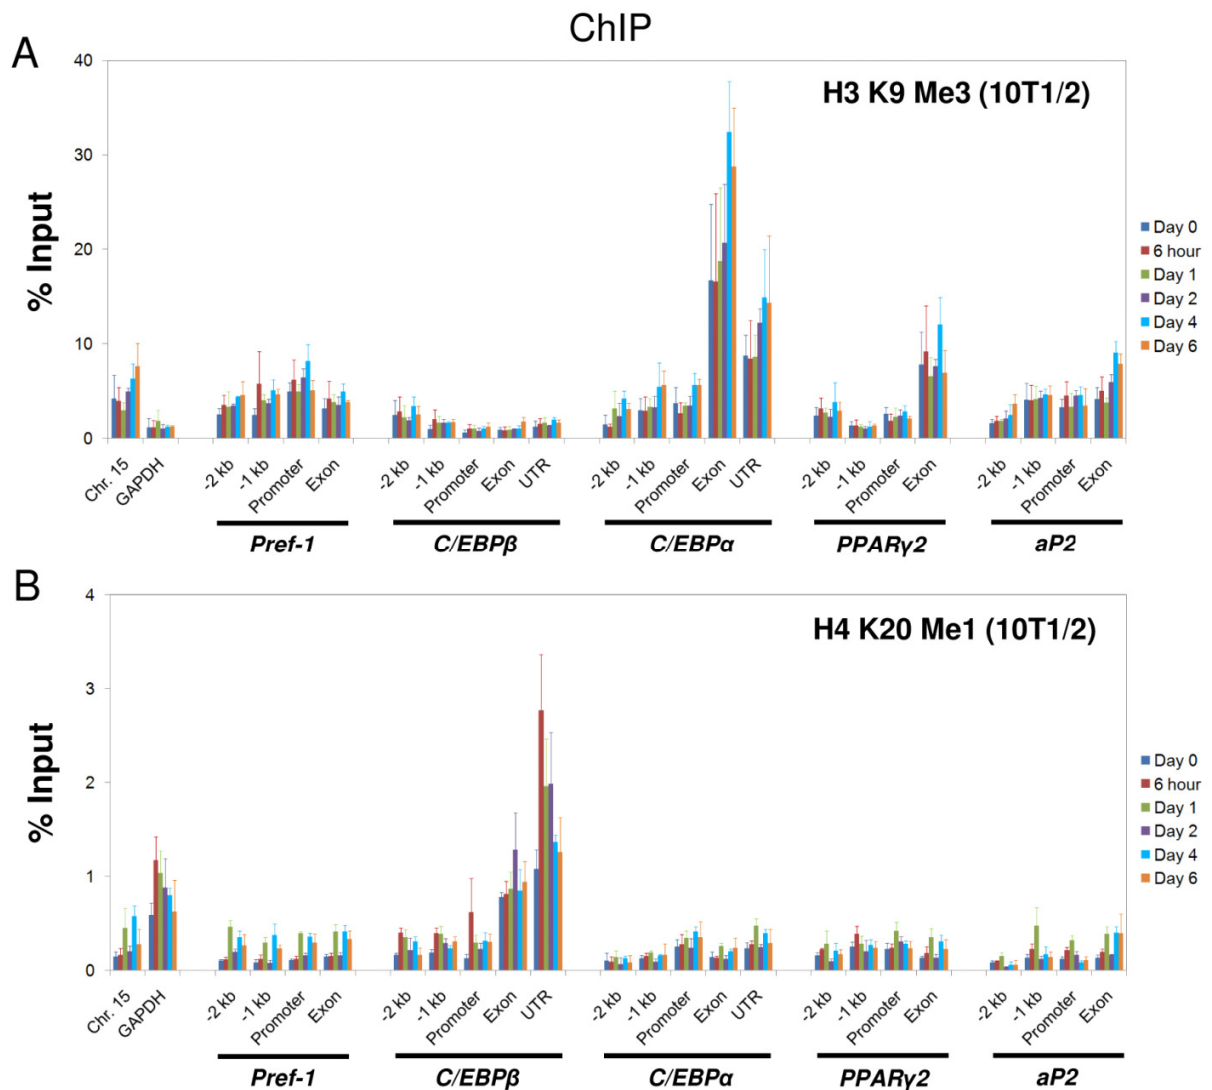 ChIP
A
H3 K9 Me3 (10T1/2)
% Input
40
30
20
10
0
Day 0
6 hour
Day 1
Day 2
Day 4
Day 6
Chr. 15 GAPDH -2 kb -1 kb Promoter Exon -2 kb -1 kb Promoter Exon UTR -2 kb -1 kb Promoter Exon UTR -2 kb -1 kb Promoter Exon -2 kb -1 kb Promoter Exon
Pref-1 C/EBPβ C/EBPα PPARγ2 aP2
B
H4 K20 Me1 (10T1/2)
% Input
4
3
2
1
0
Day 0
6 hour
Day 1
Day 2
Day 4
Day 6
Chr. 15 GAPDH -2 kb -1 kb Promoter Exon -2 kb -1 kb Promoter Exon UTR -2 kb -1 kb Promoter Exon UTR -2 kb -1 kb Promoter Exon -2 kb -1 kb Promoter Exon
Pref-1 C/EBPβ C/EBPα PPARγ2 aP2